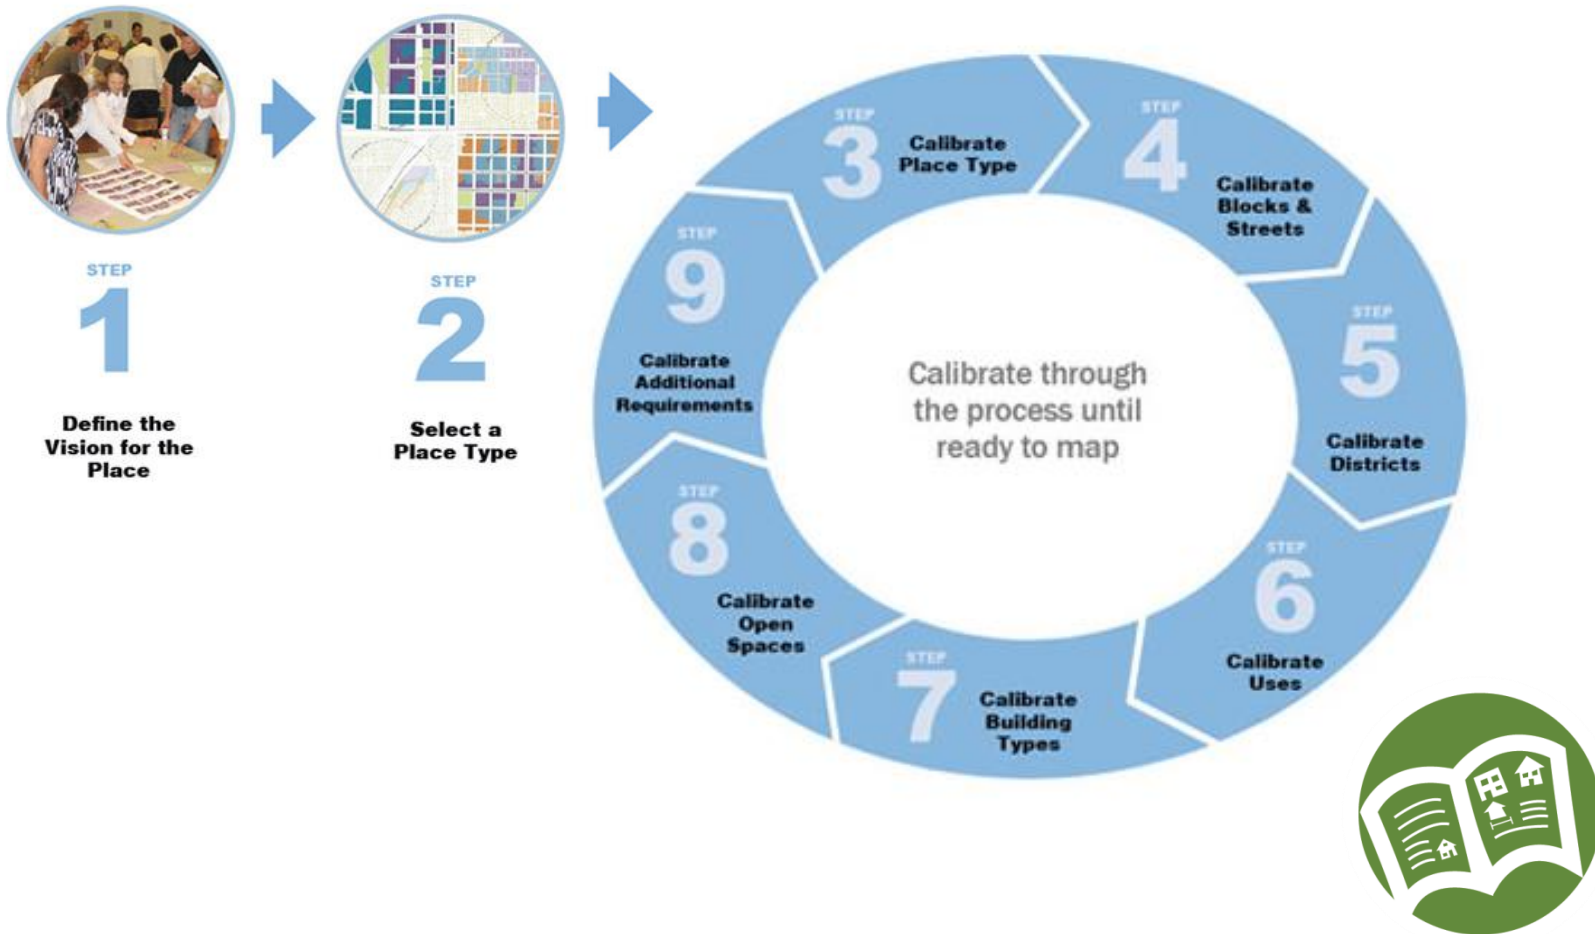 STEP
1
Define the
Vision for the
Place
STEP
2
Select a
Place Type
STEP
3
Calibrate
Place Type
STEP
4
Calibrate
Blocks &
Streets
STEP
5
Calibrate
Districts
STEP
6
Calibrate
Uses
STEP
7
Calibrate
Building
Types
STEP
8
Calibrate
Open
Spaces
STEP
9
Calibrate
Additional
Requirements
Calibrate through
the process until
ready to map